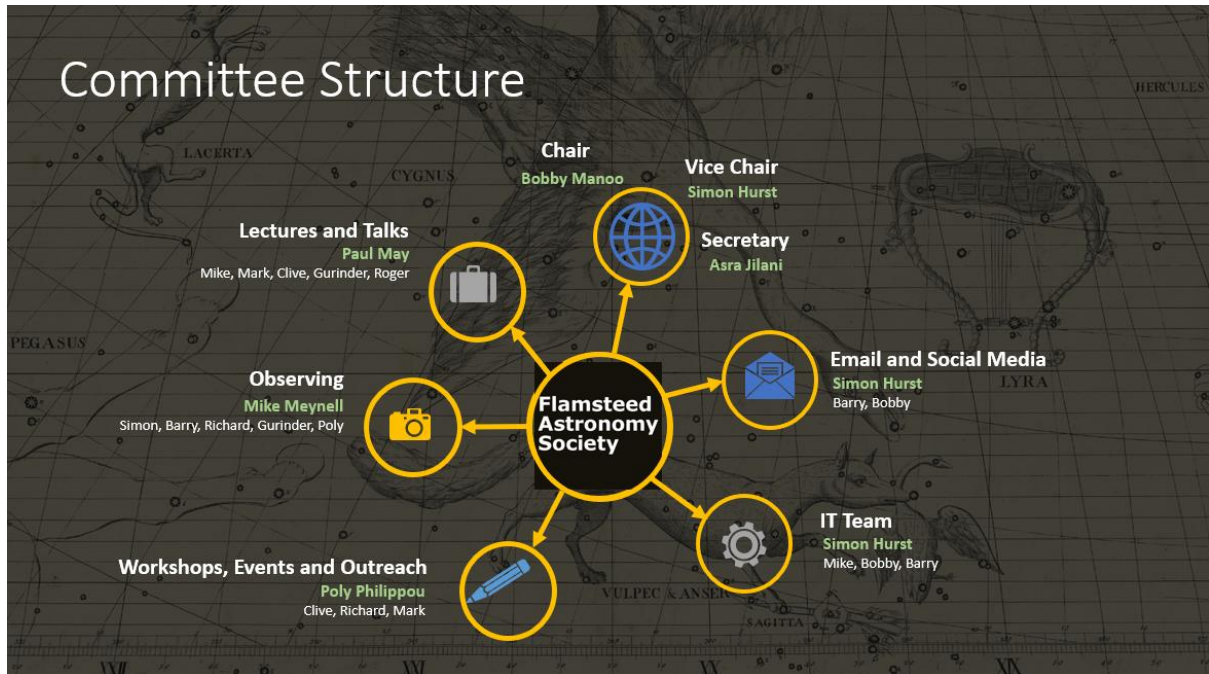 Committee Structure
HERCULES
LACERTA
CYGNUS
Chair
Bobby Manoo
Vice Chair
Simon Hurst
Secretary
Asra Jilani
Lectures and Talks
Paul May
Mike, Mark, Clive, Gurinder, Roger
PEGASUS
Observing
Mike Meynell
Simon, Barry, Richard, Gurinder, Poly
Flamsteed
Astronomy
Society
Email and Social Media
Simon Hurst
Barry, Bobby
LYRA
IT Team
Simon Hurst
Mike, Bobby, Barry
Workshops, Events and Outreach
Poly Philippou
Clive, Richard, Mark
VULPEC & ANSER
SAGITTA
XXI
XX
XIX